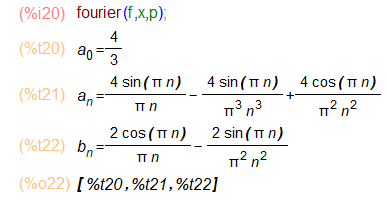 (%i20) fourier(f,x,p);
(%t20) a₀=4/3
(%t21) aₙ=4 sin(π n)/π n − 4 sin(π n)/π³ n³ + 4 cos(π n)/π² n²
(%t22) bₙ=2 cos(π n)/π n − 2 sin(π n)/π² n²
(%o22) [%t20,%t21,%t22]